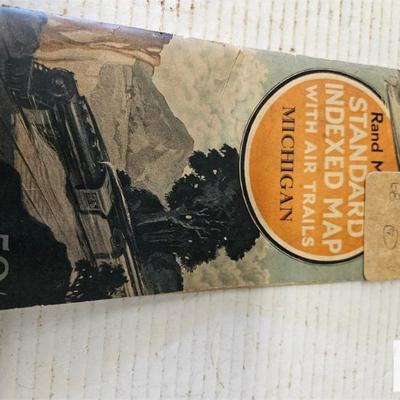 Rand M
STANDARD
INDEXED MAP
WITH AIR TRAILS
MICHIGAN